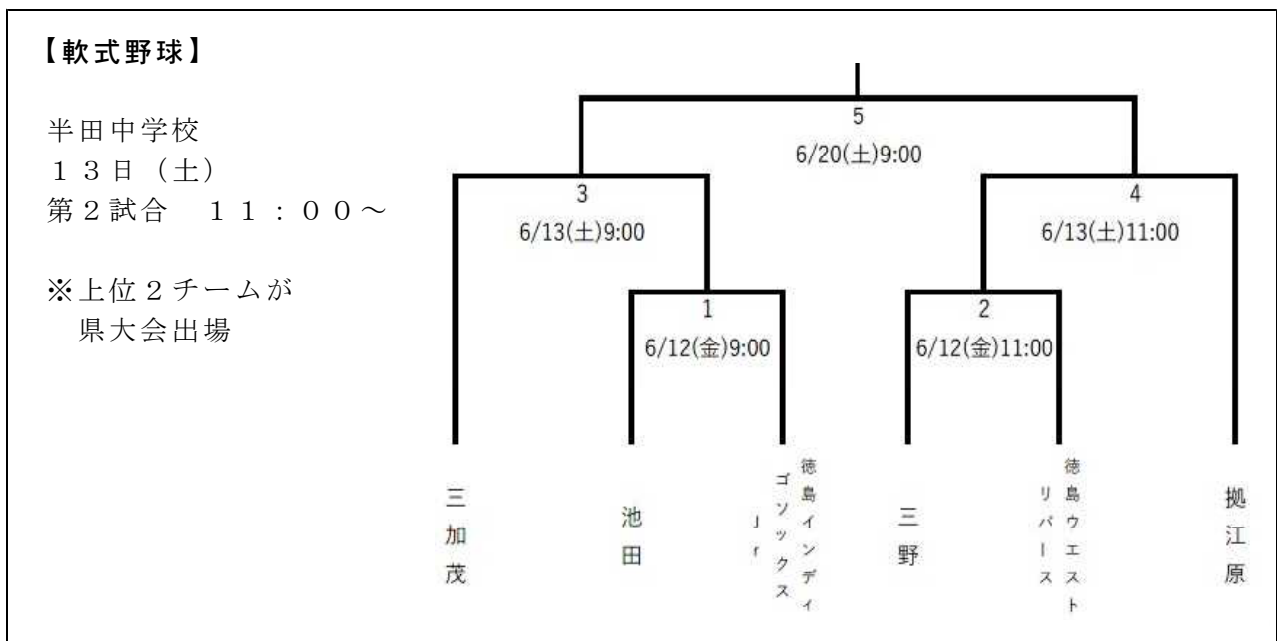 【軟式野球】
半田中学校
１３日（土）
第２試合　１１：００～
※上位２チームが
県大会出場
5
6/20(土)9:00
3
6/13(土)9:00
4
6/13(土)11:00
1
6/12(金)9:00
2
6/12(金)11:00
三加茂
池田
徳島インディ
ゴソックス
Jr
三野
徳島ウエスト
リバース
拠江原